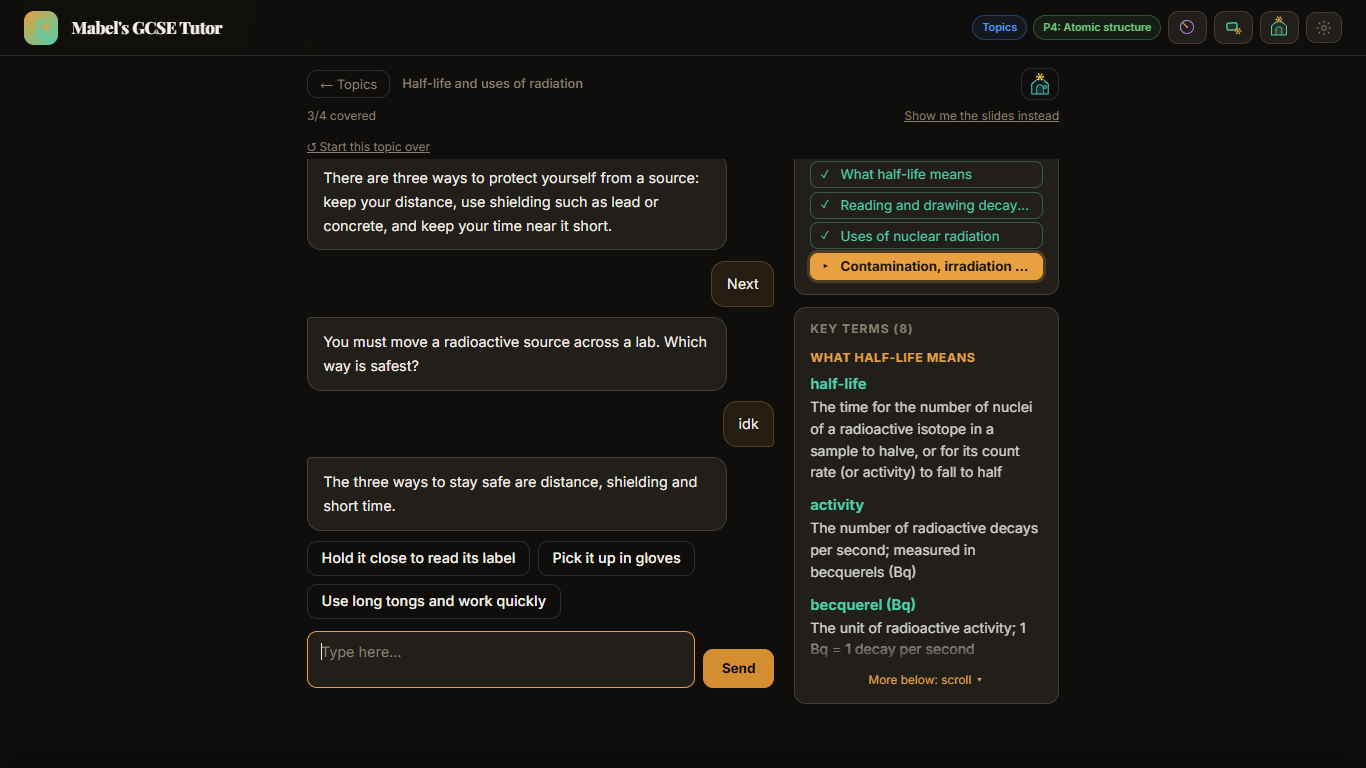 Mabel's GCSE Tutor
Topics
P4: Atomic structure
← Topics
Half-life and uses of radiation
3/4 covered
Show me the slides instead
↺ Start this topic over
There are three ways to protect yourself from a source:
keep your distance, use shielding such as lead or
concrete, and keep your time near it short.
Next
You must move a radioactive source across a lab. Which
way is safest?
idk
The three ways to stay safe are distance, shielding and
short time.
Hold it close to read its label
Pick it up in gloves
Use long tongs and work quickly
Type here...
Send
✓ What half-life means
✓ Reading and drawing decay...
✓ Uses of nuclear radiation
▸ Contamination, irradiation ...
KEY TERMS (8)
WHAT HALF-LIFE MEANS
half-life
The time for the number of nuclei
of a radioactive isotope in a
sample to halve, or for its count
rate (or activity) to fall to half
activity
The number of radioactive decays
per second; measured in
becquerels (Bq)
becquerel (Bq)
The unit of radioactive activity; 1
Bq = 1 decay per second
More below: scroll ▾